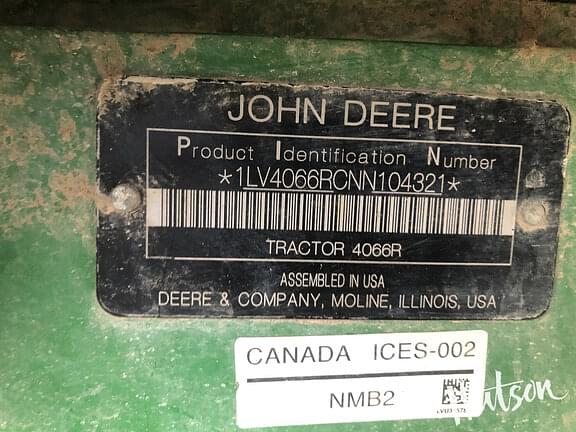 JOHN DEERE
Product Identification Number
*1LV4066RCNN104321*
TRACTOR 4066R
ASSEMBLED IN USA
DEERE & COMPANY, MOLINE, ILLINOIS, USA
CANADA ICES-002
NMB2
Hutson